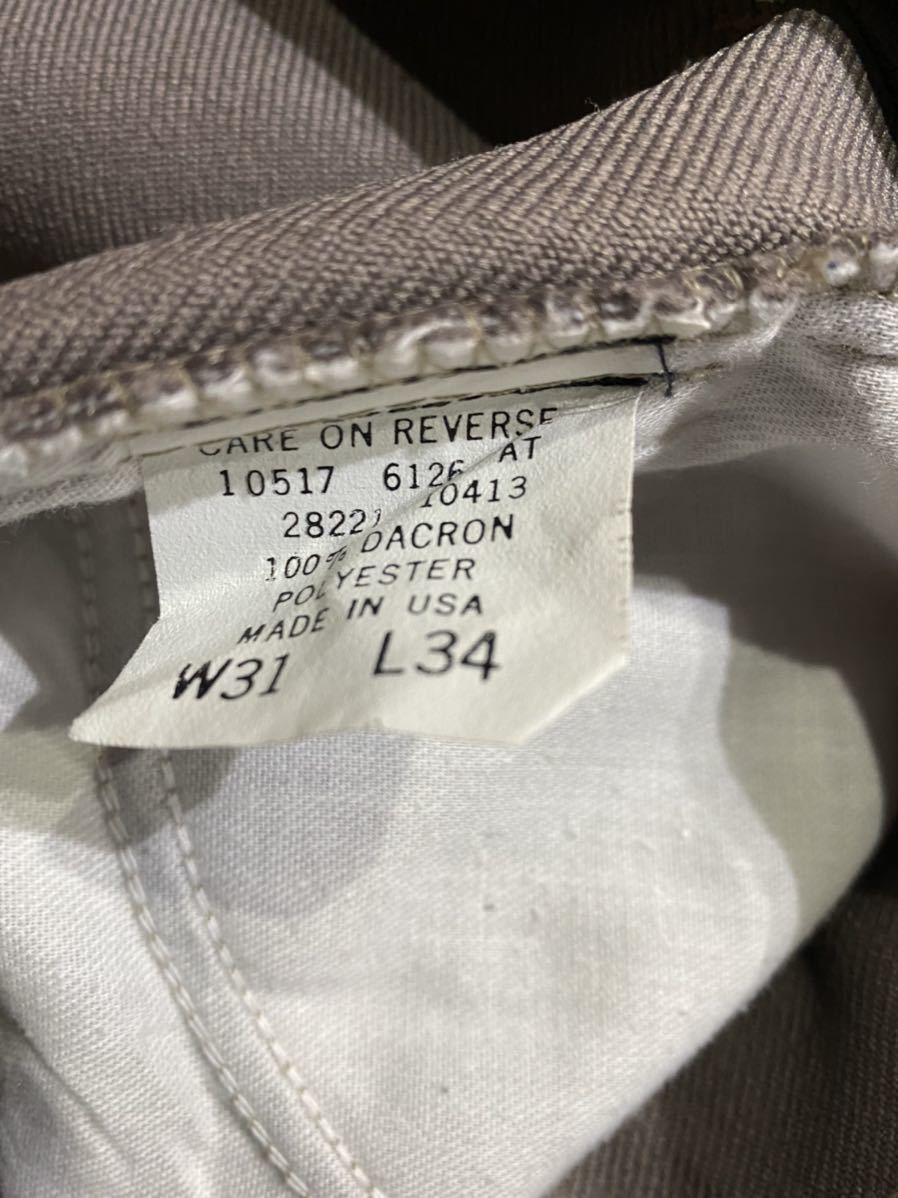 CARE ON REVERSE
10517 6126 AT
28221 10413
100% DACRON
POLYESTER
MADE IN USA
W31 L34